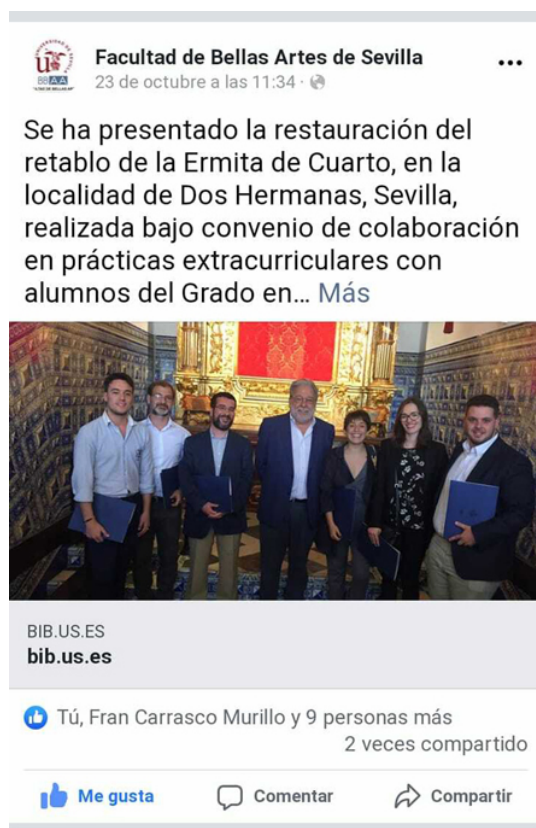 Facultad de Bellas Artes de Sevilla
23 de octubre a las 11:34 ·
Se ha presentado la restauración del
retablo de la Ermita de Cuarto, en la
localidad de Dos Hermanas, Sevilla,
realizada bajo convenio de colaboración
en prácticas extracurriculares con
alumnos del Grado en... Más
BIB.US.ES
bib.us.es
Tú, Fran Carrasco Murillo y 9 personas más
2 veces compartido
Me gusta
Comentar
Compartir